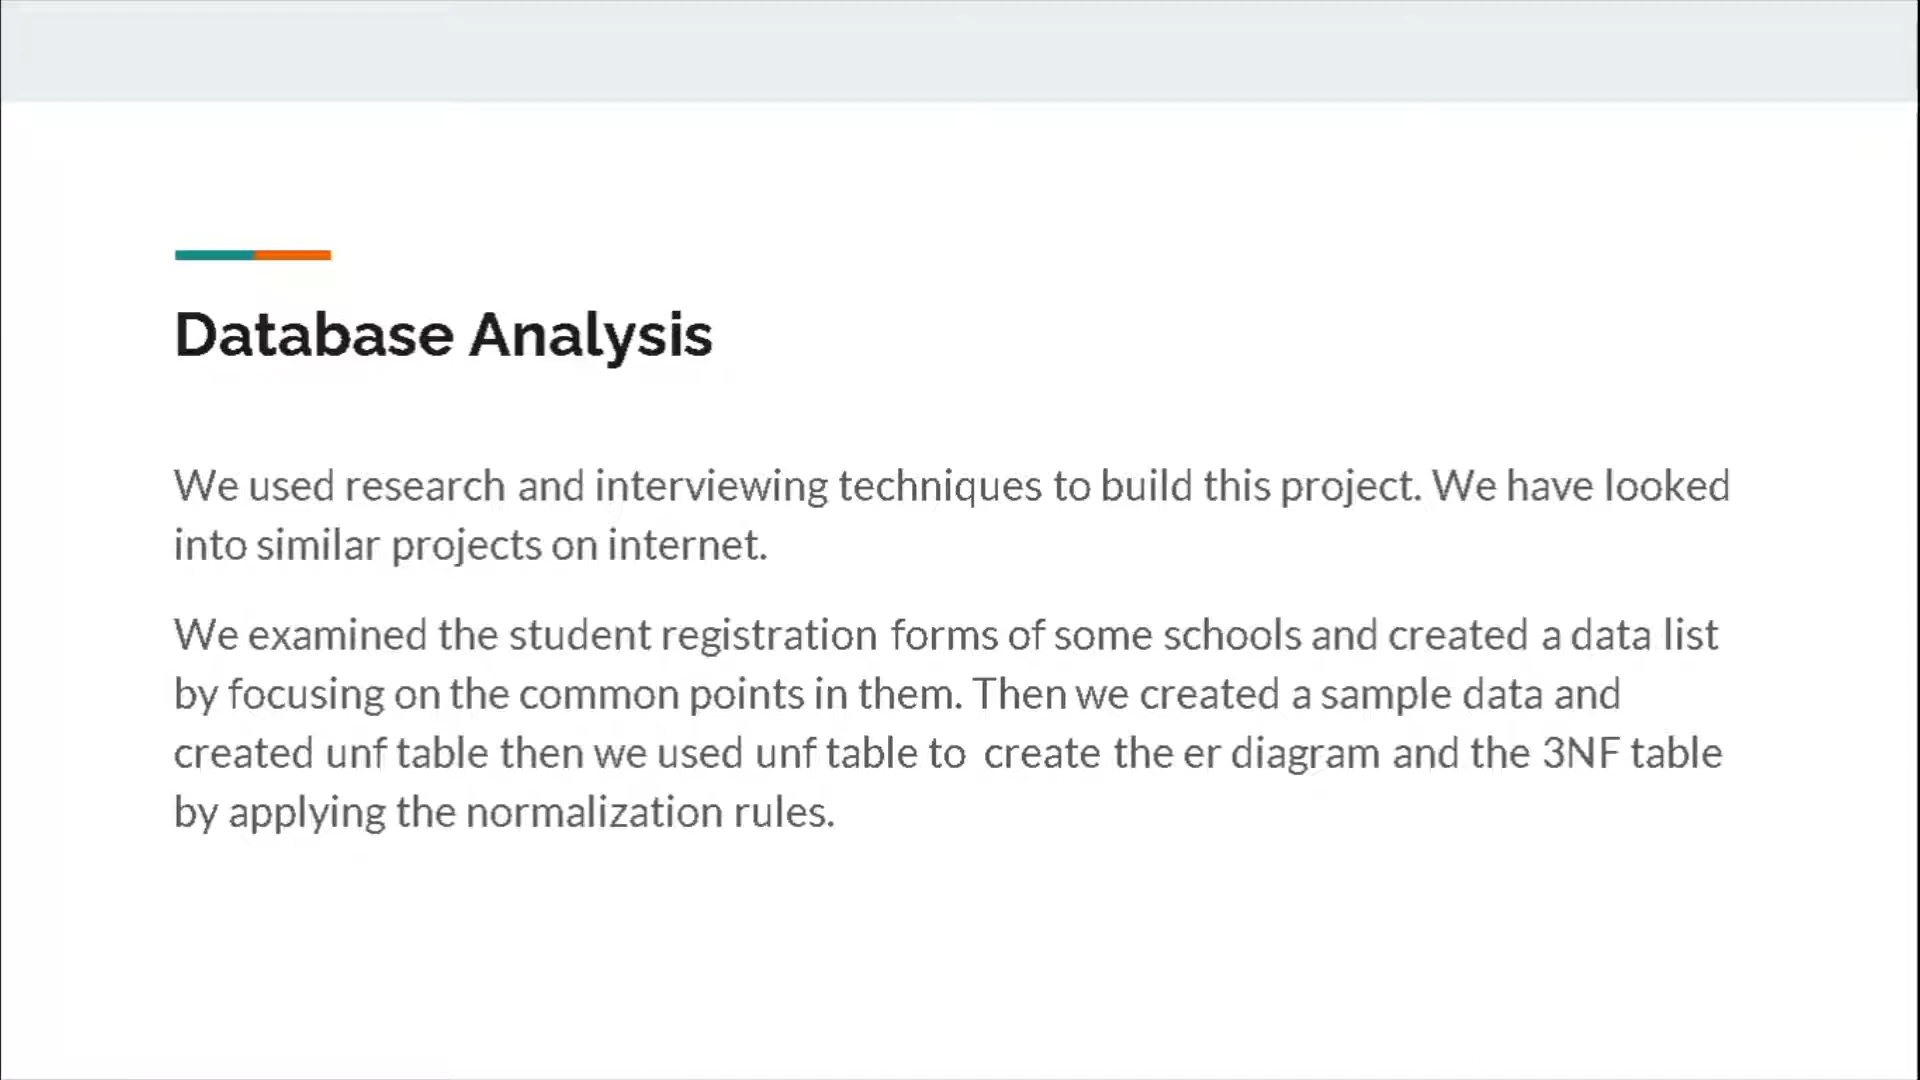 Database Analysis
We used research and interviewing techniques to build this project. We have looked
into similar projects on internet.
We examined the student registration forms of some schools and created a data list
by focusing on the common points in them. Then we created a sample data and
created unf table then we used unf table to create the er diagram and the 3NF table
by applying the normalization rules.